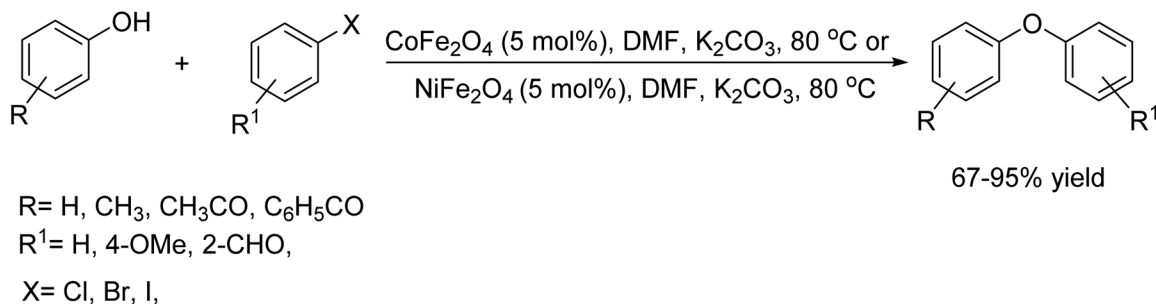 OH
X
+
R
R¹
CoFe₂O₄ (5 mol%), DMF, K₂CO₃, 80 °C or
NiFe₂O₄ (5 mol%), DMF, K₂CO₃, 80 °C
O
R
R¹
67-95% yield
R= H, CH₃, CH₃CO, C₆H₅CO
R¹= H, 4-OMe, 2-CHO,
X= Cl, Br, I,